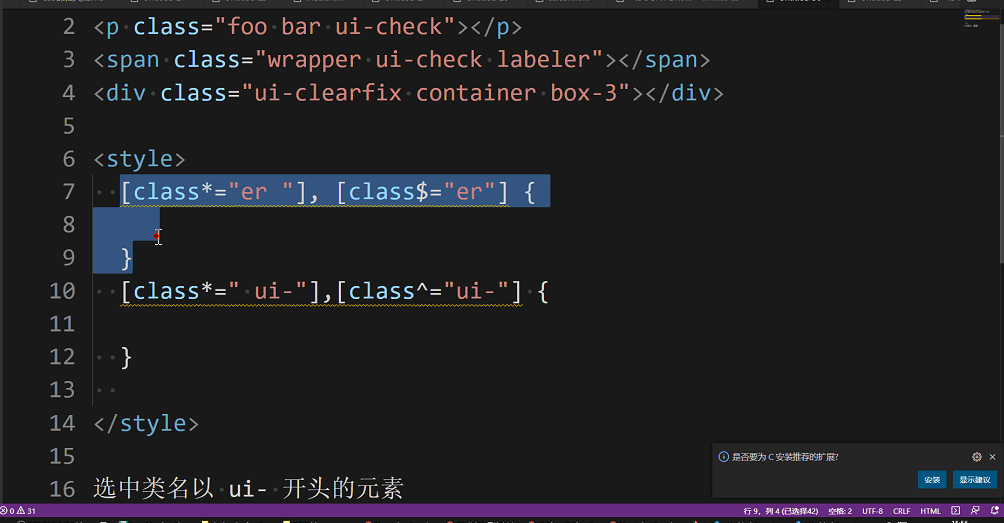 2 <p class="foo bar ui-check"></p>
3 <span class="wrapper ui-check labeler"></span>
4 <div class="ui-clearfix container box-3"></div>
5
6 <style>
7 [class*="er "], [class$="er"] {
8
9 }
10 [class*=" ui-"],[class^="ui-"] {
11
12 }
13
14 </style>
15
16 选中类名以 ui- 开头的元素
是否要为 C 安装推荐的扩展?
安装 显示建议
0 31 行 9，列 4 (已选择42) 空格: 2 UTF-8 CRLF HTML